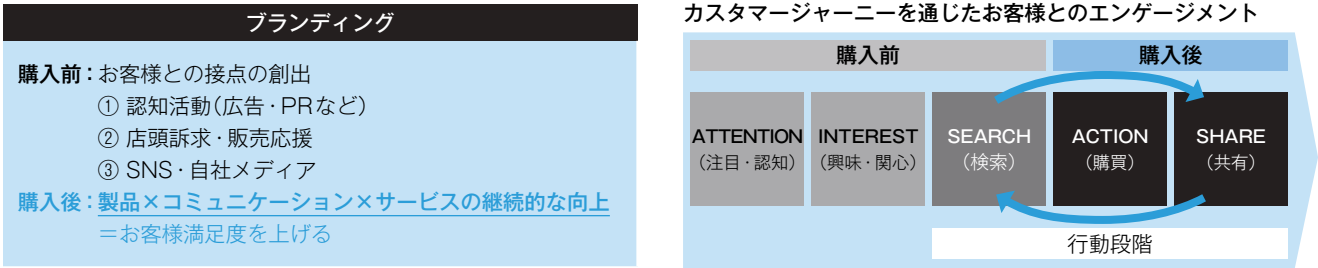 ブランディング
購入前：お客様との接点の創出
① 認知活動（広告・PRなど）
② 店頭訴求・販売応援
③ SNS・自社メディア
購入後：製品×コミュニケーション×サービスの継続的な向上
＝お客様満足度を上げる
カスタマージャーニーを通じたお客様とのエンゲージメント
購入前
購入後
ATTENTION
（注目・認知）
INTEREST
（興味・関心）
SEARCH
（検索）
ACTION
（購買）
SHARE
（共有）
行動段階